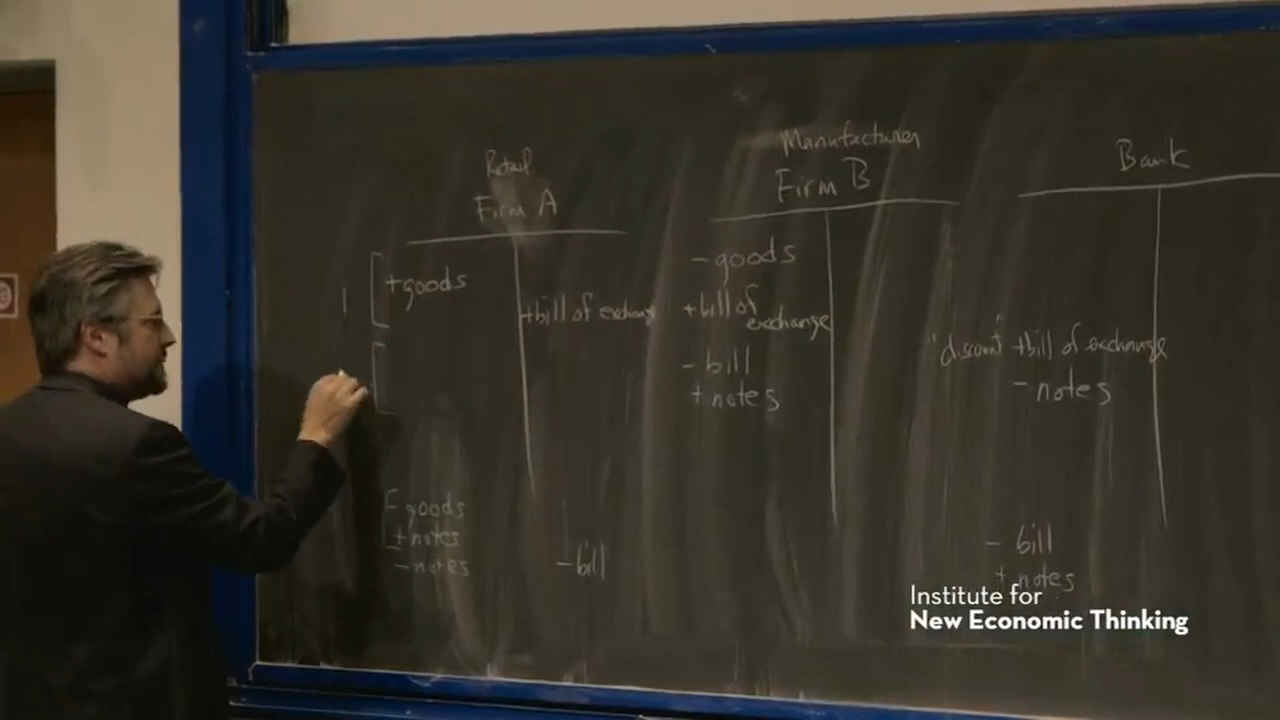 Retail
Firm A
Manufacturer
Firm B
Bank
1
+goods
+bill of exchange
-goods
+bill of
exchange
-bill
+notes
"discount" +bill of exchange
-notes
-goods
+notes
-notes
-bill
-bill
+notes
Institute for
New Economic Thinking